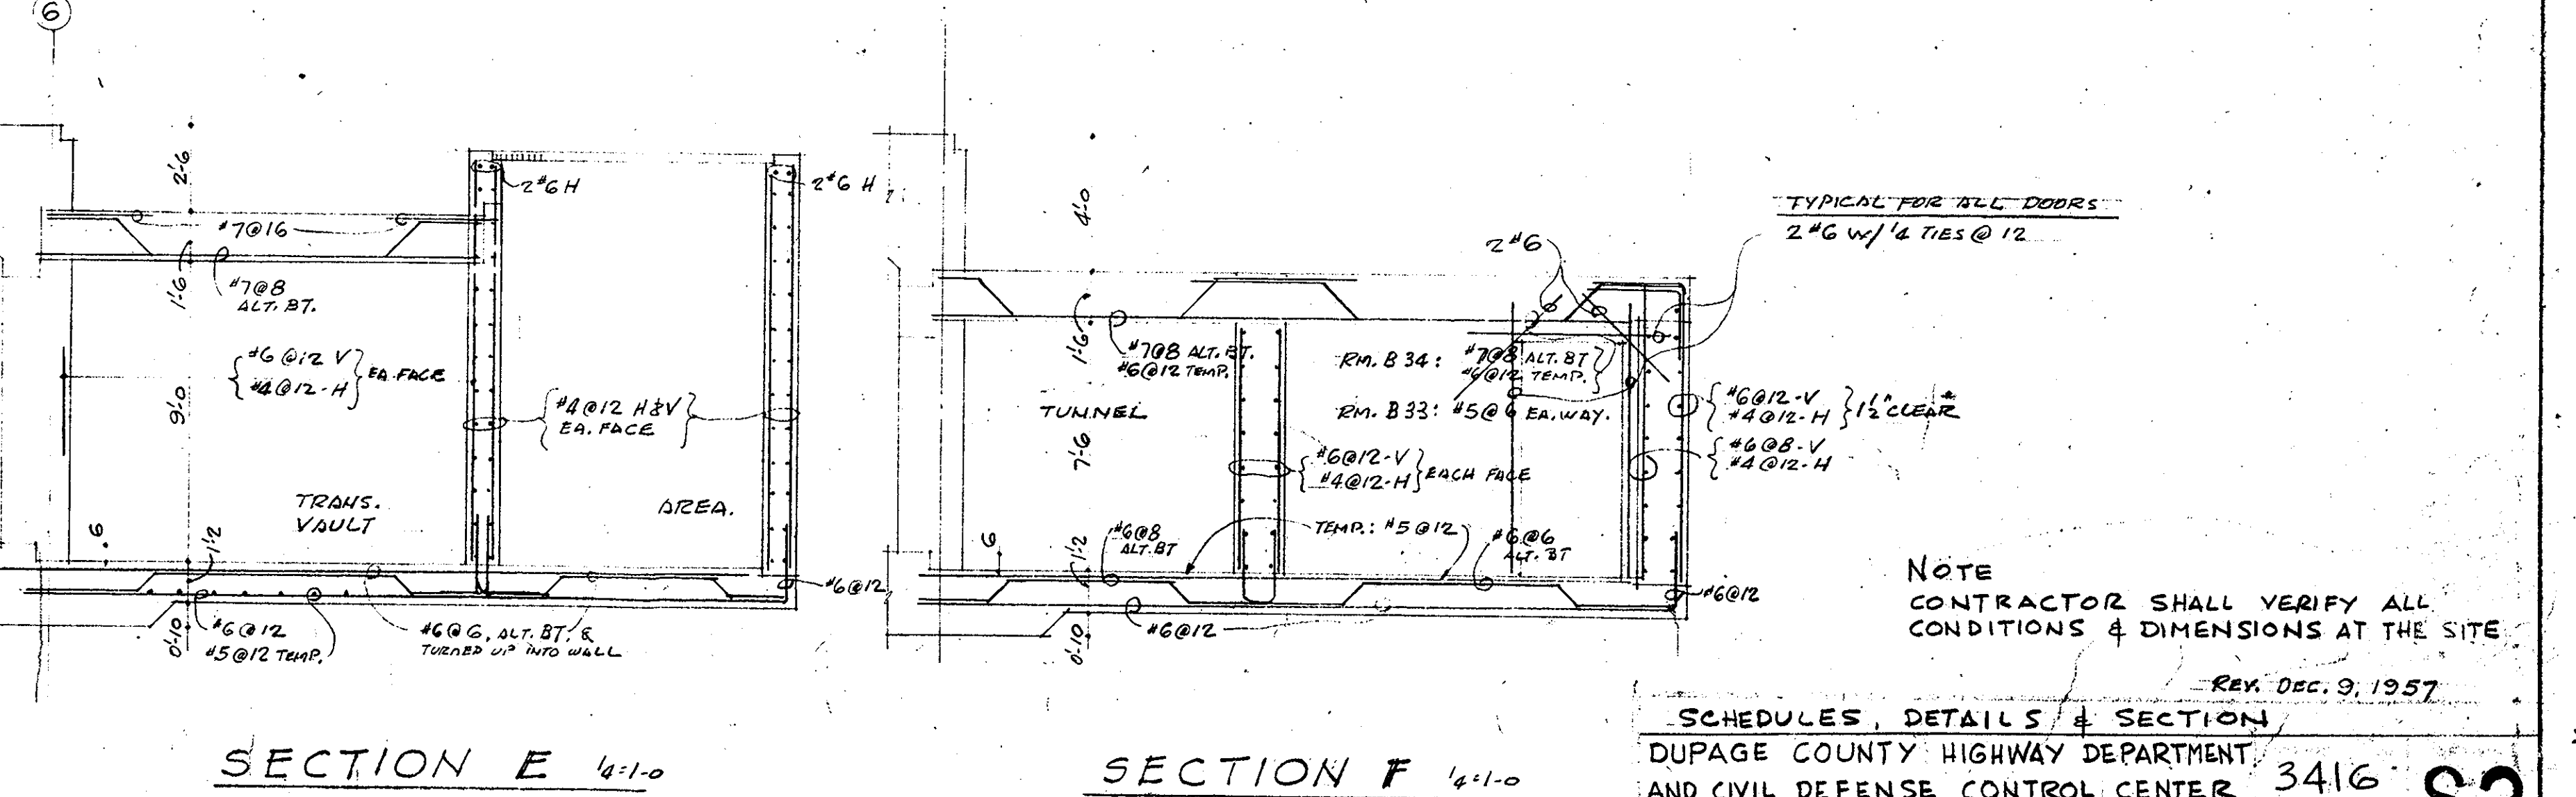 6
2'-6
2#6 H
2#6 H
#7@16
1'-6
#7@8
ALT. BT.
#6@12 V
#4@12-H
EA. FACE
9'-0
#4@12 H&V
EA. FACE
TRANS.
VAULT
AREA.
6
1'-2
#6@12
0'-10
#6@12
#5@12 TEMP.
#6@6, ALT. BT. &
TURNED UP INTO WALL
SECTION E 1/4=1-0
4'-0
TYPICAL FOR ALL DOORS
2#6 W/ #4 TIES @ 12
2#6
1'-6
#7@8 ALT. BT.
#6@12 TEMP.
RM. B34: #7@8 ALT. BT
#6@12 TEMP.
RM. B33: #5@6 EA. WAY.
TUNNEL
7'-6
#6@12-V
#4@12-H
1½" CLEAR
#6@8-V
#4@12-H
#6@12-V
#4@12-H
EACH FACE
6
1'-2
#6@8
ALT. BT
TEMP.: #5@12
#6@6
ALT. BT
#6@12
0'-10
#6@12
SECTION F 1/4=1-0
NOTE
CONTRACTOR SHALL VERIFY ALL
CONDITIONS & DIMENSIONS AT THE SITE
REV. DEC. 9, 1957
SCHEDULES, DETAILS & SECTION
DUPAGE COUNTY HIGHWAY DEPARTMENT
AND CIVIL DEFENSE CONTROL CENTER
3416